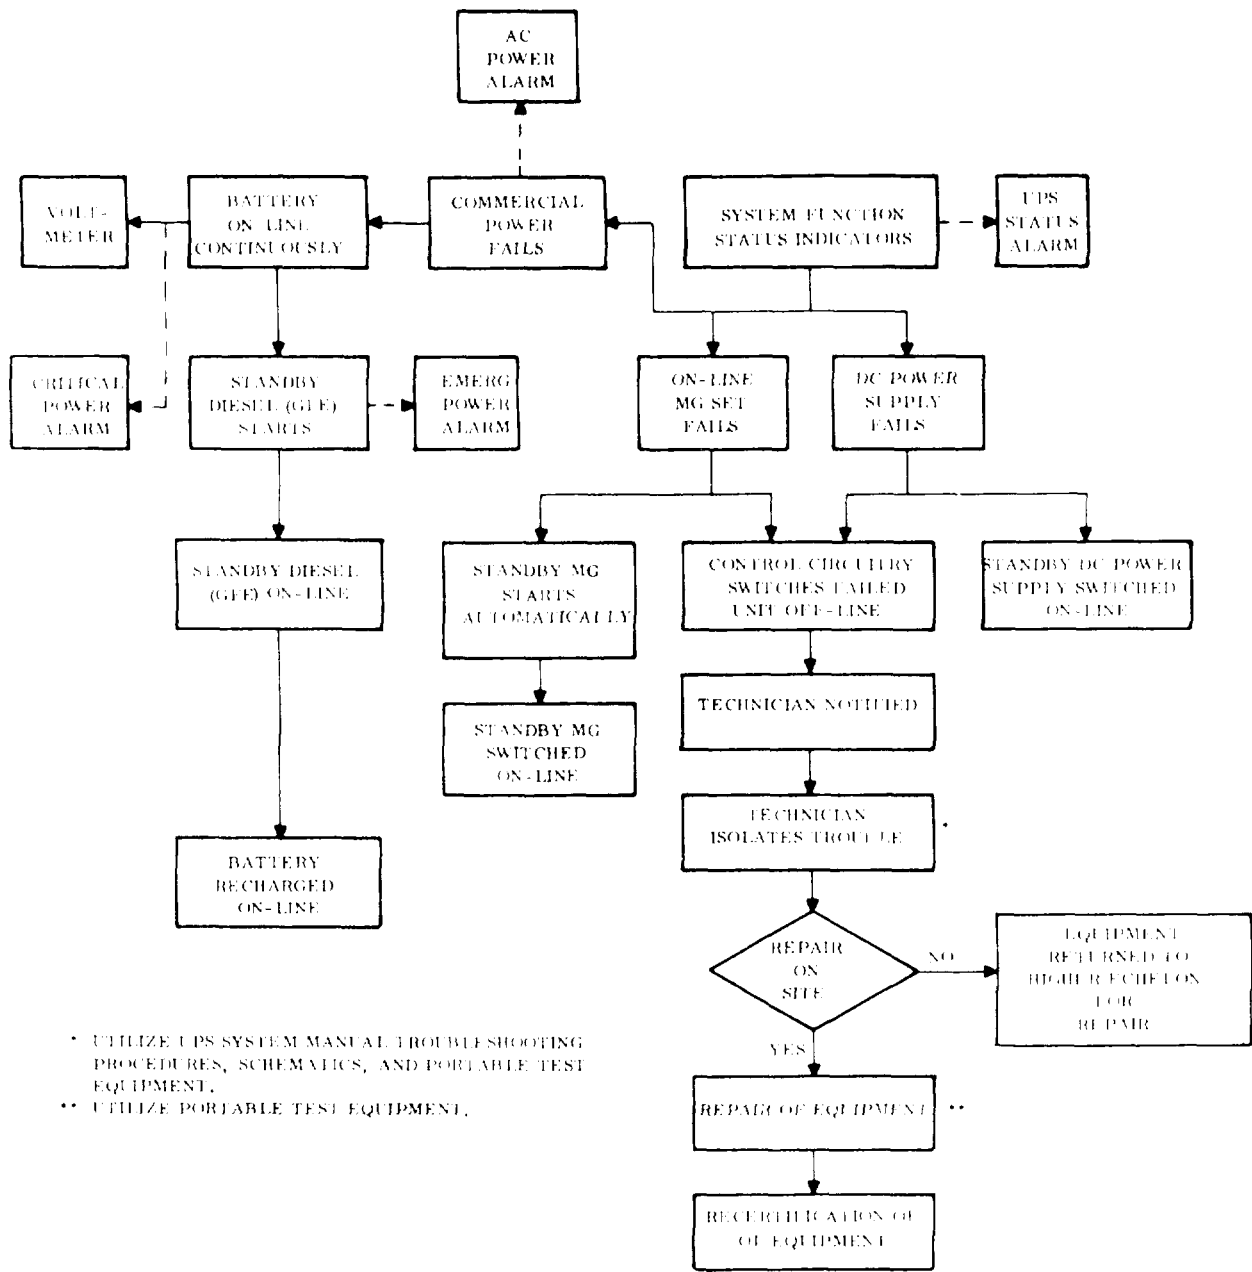 AC
POWER
ALARM
VOLT-
METER
BATTERY
ON-LINE
CONTINUOUSLY
COMMERCIAL
POWER
FAILS
SYSTEM FUNCTION
STATUS INDICATORS
UPS
STATUS
ALARM
CRITICAL
POWER
ALARM
STANDBY
DIESEL (GFE)
STARTS
EMERG
POWER
ALARM
ON-LINE
MG SET
FAILS
DC POWER
SUPPLY
FAILS
STANDBY DIESEL
(GFE) ON-LINE
STANDBY MG
STARTS
AUTOMATICALLY
CONTROL CIRCUITRY
SWITCHES FAILED
UNIT OFF-LINE
STANDBY DC POWER
SUPPLY SWITCHED
ON-LINE
TECHNICIAN NOTIFIED
STANDBY MG
SWITCHED
ON-LINE
TECHNICIAN
ISOLATES TROUBLE *
BATTERY
RECHARGED
ON-LINE
REPAIR
ON
SITE
NO
EQUIPMENT
RETURNED TO
HIGHER ECHELON
FOR
REPAIR
YES
* UTILIZE UPS SYSTEM MANUAL TROUBLESHOOTING
PROCEDURES, SCHEMATICS, AND PORTABLE TEST
EQUIPMENT.
** UTILIZE PORTABLE TEST EQUIPMENT.
REPAIR OF EQUIPMENT **
RECERTIFICATION OF
OF EQUIPMENT